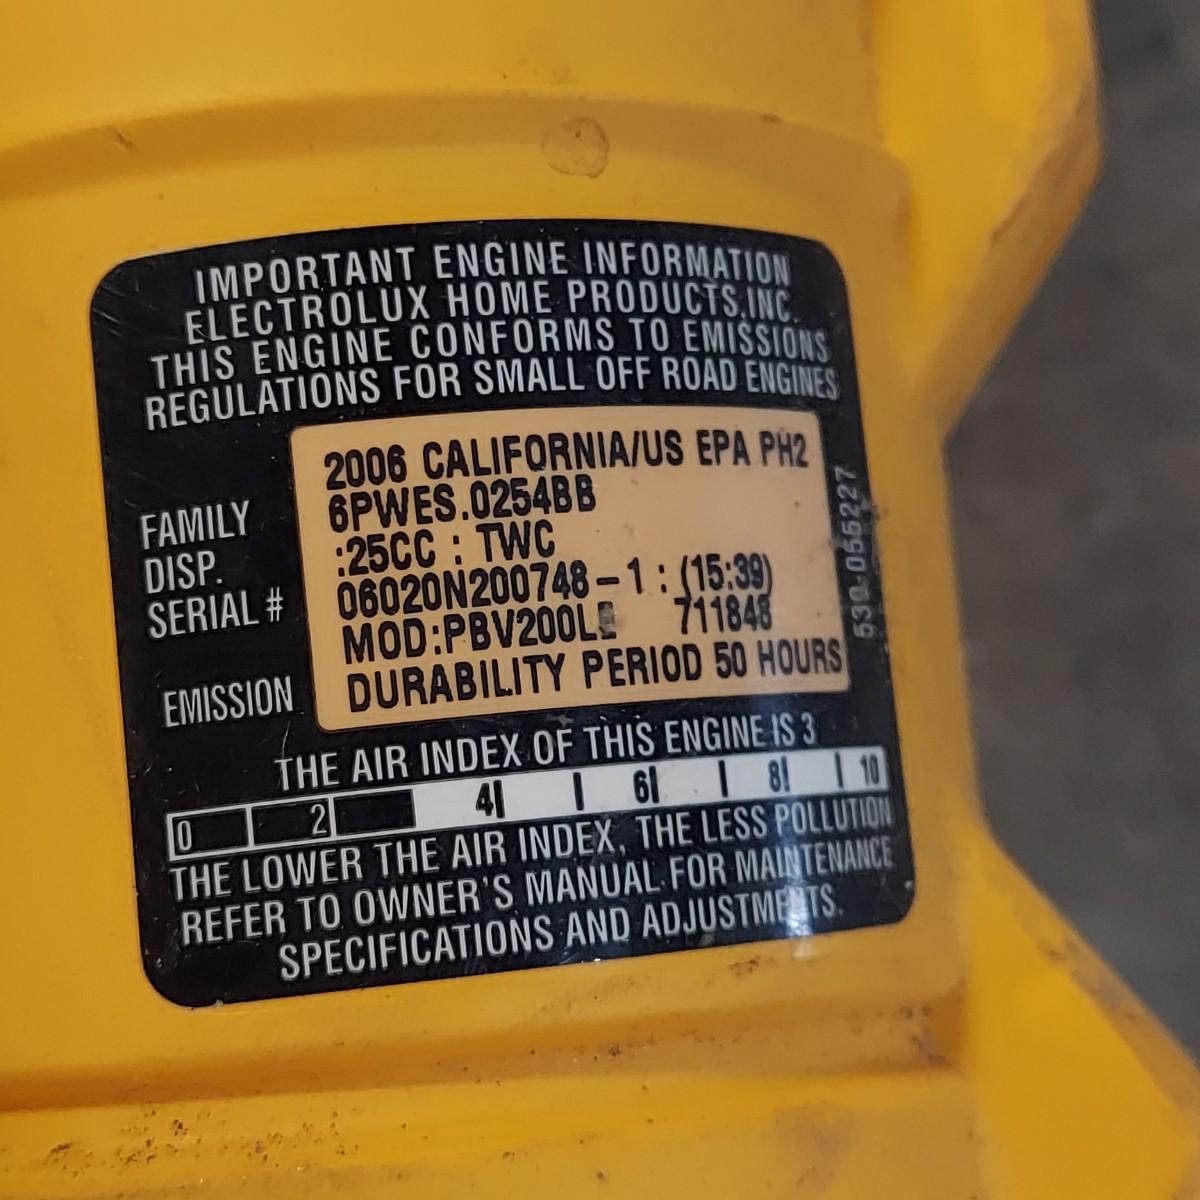 IMPORTANT ENGINE INFORMATION
ELECTROLUX HOME PRODUCTS.INC.
THIS ENGINE CONFORMS TO EMISSIONS
REGULATIONS FOR SMALL OFF ROAD ENGINES
2006 CALIFORNIA/US EPA PH2
FAMILY 6PWES.0254BB
DISP. :25CC : TWC
SERIAL # 06020N200748-1 : (15:39)
711848
EMISSION DURABILITY PERIOD 50 HOURS
530-055227
THE AIR INDEX OF THIS ENGINE IS 3
0 2 4 6 8 10
THE LOWER THE AIR INDEX, THE LESS POLLUTION
REFER TO OWNER'S MANUAL FOR MAINTENANCE
SPECIFICATIONS AND ADJUSTMENTS.